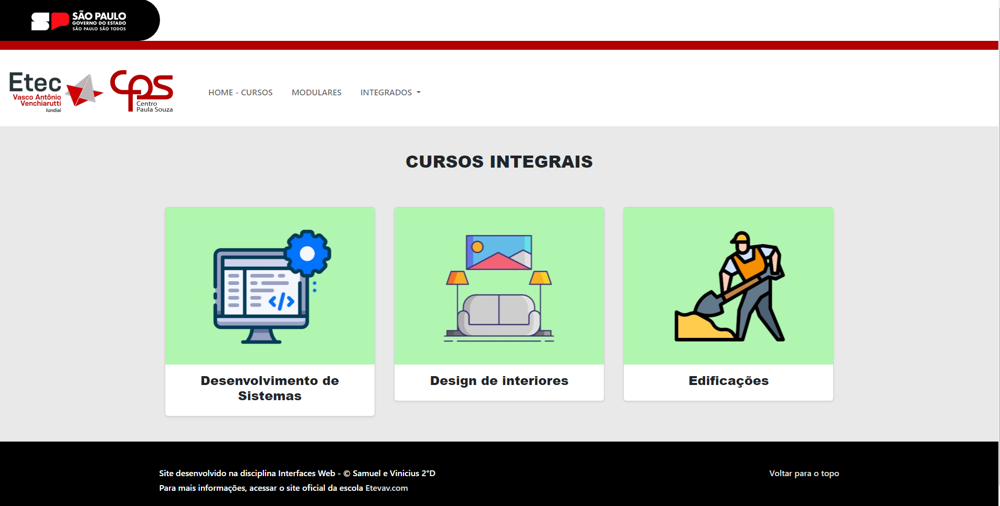 SÃO PAULO
GOVERNO DO ESTADO
SÃO PAULO SÃO TODOS
Etec
Vasco Antônio
Venchiarutti
Jundiaí
CPS
Centro
Paula Souza
HOME - CURSOS
MODULARES
INTEGRADOS
CURSOS INTEGRAIS
</>
Desenvolvimento de
Sistemas
Design de interiores
Edificações
Site desenvolvido na disciplina Interfaces Web - © Samuel e Vinicius 2°D
Para mais informações, acessar o site oficial da escola Etevav.com
Voltar para o topo